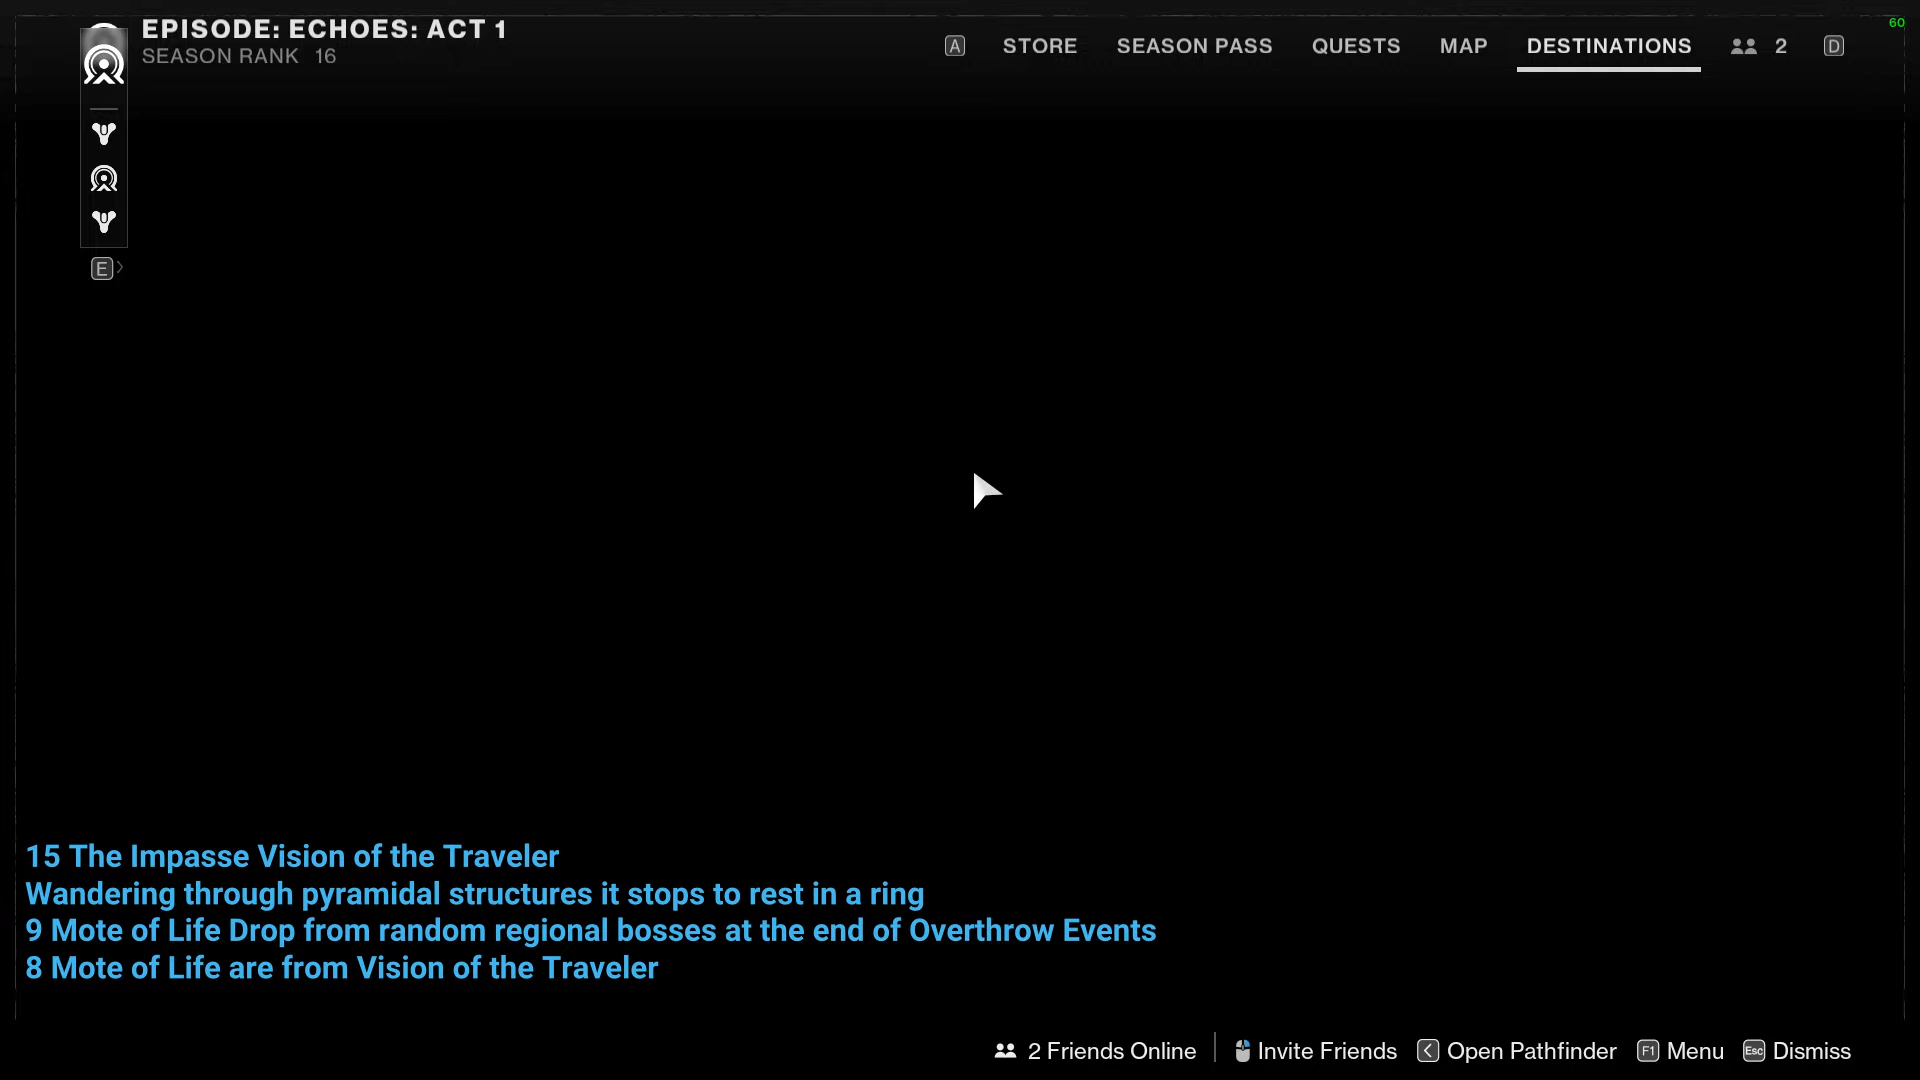 EPISODE: ECHOES: ACT 1
SEASON RANK 16
A STORE SEASON PASS QUESTS MAP DESTINATIONS 2 D
60
E
15 The Impasse Vision of the Traveler
Wandering through pyramidal structures it stops to rest in a ring
9 Mote of Life Drop from random regional bosses at the end of Overthrow Events
8 Mote of Life are from Vision of the Traveler
2 Friends Online Invite Friends Open Pathfinder F1 Menu Esc Dismiss